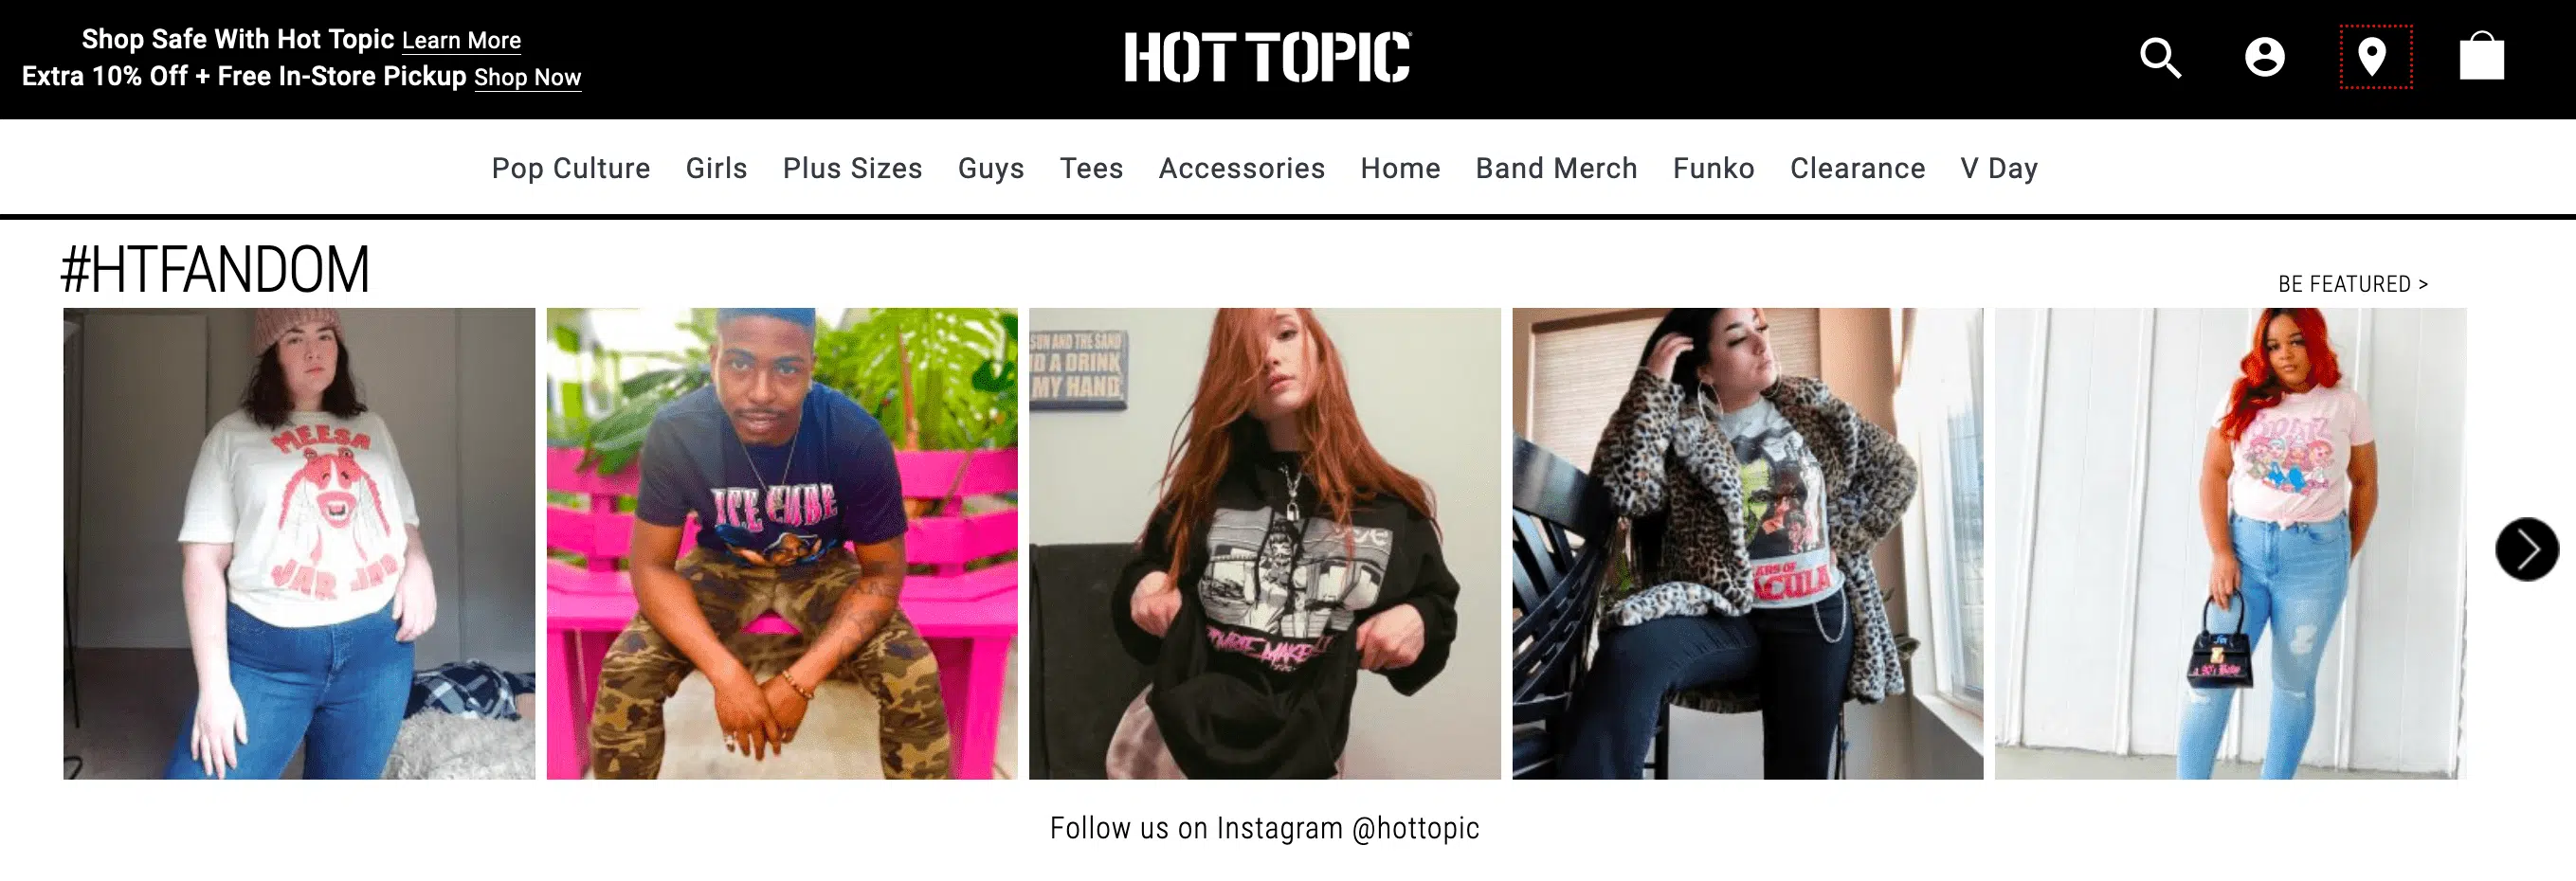 Shop Safe With Hot Topic Learn More
Extra 10% Off + Free In-Store Pickup Shop Now
HOT TOPIC
Pop Culture Girls Plus Sizes Guys Tees Accessories Home Band Merch Funko Clearance V Day
#HTFANDOM
BE FEATURED >
MEESA
JAR JAR
ICE CUBE
SUN AND THE SAND
A DRINK
MY HAND
ACULA
Follow us on Instagram @hottopic